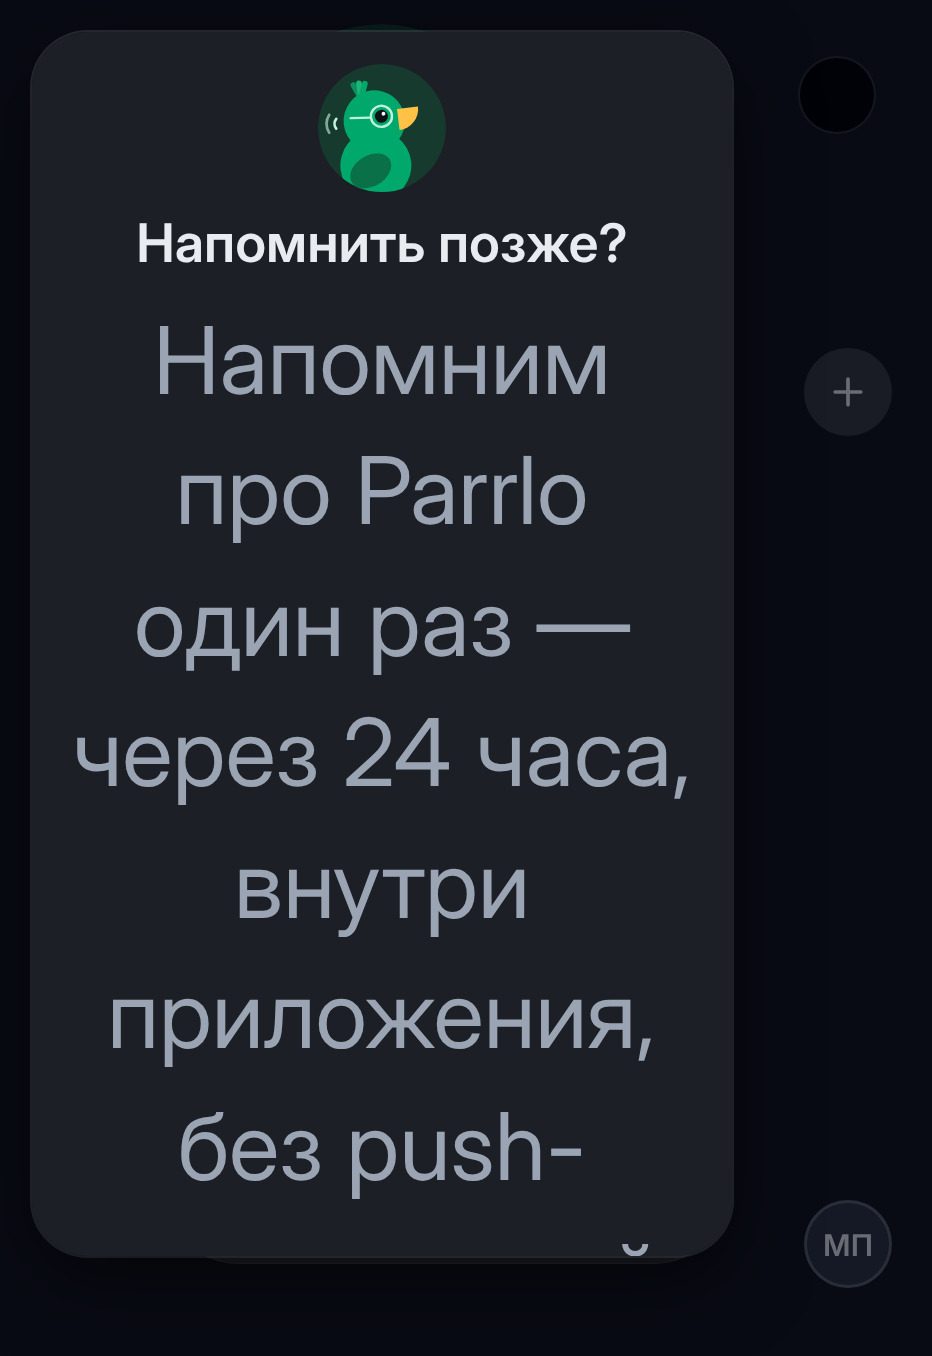 Напомнить позже?
Напомним
про Parrlo
один раз —
через 24 часа,
внутри
приложения,
без push-
МП